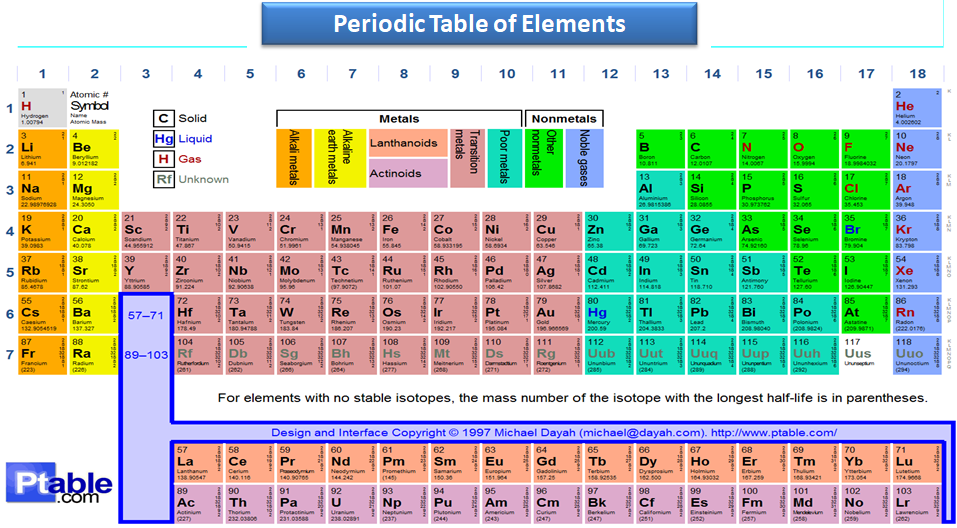 Periodic Table of Elements
1 2 3 4 5 6 7 8 9 10 11 12 13 14 15 16 17 18
Atomic #
Symbol
Name
Atomic Mass
C Solid
Hg Liquid
H Gas
Rf Unknown
Metals
Nonmetals
Alkali metals
Alkaline earth metals
Lanthanoids
Actinoids
Transition metals
Poor metals
Other nonmetals
Noble gases
1
1 2
H He
Hydrogen Helium
1.00794 4.002602
2
3 4 5 6 7 8 9 10
Li Be B C N O F Ne
Lithium Beryllium Boron Carbon Nitrogen Oxygen Fluorine Neon
6.941 9.012182 10.811 12.0107 14.0067 15.9994 18.9984032 20.1797
3
11 12 13 14 15 16 17 18
Na Mg Al Si P S Cl Ar
Sodium Magnesium Aluminium Silicon Phosphorus Sulfur Chlorine Argon
22.98976928 24.3050 26.9815386 28.0855 30.973762 32.065 35.453 39.948
4
19 20 21 22 23 24 25 26 27 28 29 30 31 32 33 34 35 36
K Ca Sc Ti V Cr Mn Fe Co Ni Cu Zn Ga Ge As Se Br Kr
Potassium Calcium Scandium Titanium Vanadium Chromium Manganese Iron Cobalt Nickel Copper Zinc Gallium Germanium Arsenic Selenium Bromine Krypton
39.0983 40.078 44.955912 47.867 50.9415 51.9961 54.938045 55.845 58.933195 58.6934 63.546 65.38 69.723 72.64 74.92160 78.96 79.904 83.798
5
37 38 39 40 41 42 43 44 45 46 47 48 49 50 51 52 53 54
Rb Sr Y Zr Nb Mo Tc Ru Rh Pd Ag Cd In Sn Sb Te I Xe
Rubidium Strontium Yttrium Zirconium Niobium Molybdenum Technetium Ruthenium Rhodium Palladium Silver Cadmium Indium Tin Antimony Tellurium Iodine Xenon
85.4678 87.62 88.90585 91.224 92.90638 95.96 (97.9072) 101.07 102.90550 106.42 107.8682 112.411 114.818 118.710 121.760 127.60 126.90447 131.293
6
55 56 57–71 72 73 74 75 76 77 78 79 80 81 82 83 84 85 86
Cs Ba Hf Ta W Re Os Ir Pt Au Hg Tl Pb Bi Po At Rn
Caesium Barium Hafnium Tantalum Tungsten Rhenium Osmium Iridium Platinum Gold Mercury Thallium Lead Bismuth Polonium Astatine Radon
132.9054519 137.327 178.49 180.94788 183.84 186.207 190.23 192.217 195.084 196.966569 200.59 204.3833 207.2 208.98040 (208.9824) (209.9871) (222.0176)
7
87 88 89–103 104 105 106 107 108 109 110 111 112 113 114 115 116 117 118
Fr Ra Rf Db Sg Bh Hs Mt Ds Rg Uub Uut Uuq Uup Uuh Uus Uuo
Francium Radium Rutherfordium Dubnium Seaborgium Bohrium Hassium Meitnerium Darmstadtium Roentgenium Ununbium Ununtrium Ununquadium Ununpentium Ununhexium Ununseptium Ununoctium
(223) (226) (261) (262) (266) (264) (277) (268) (271) (272) (285) (284) (289) (288) (292) (294)
For elements with no stable isotopes, the mass number of the isotope with the longest half-life is in parentheses.
Design and Interface Copyright © 1997 Michael Dayah (michael@dayah.com). http://www.ptable.com/
57 58 59 60 61 62 63 64 65 66 67 68 69 70 71
La Ce Pr Nd Pm Sm Eu Gd Tb Dy Ho Er Tm Yb Lu
Lanthanum Cerium Praseodymium Neodymium Promethium Samarium Europium Gadolinium Terbium Dysprosium Holmium Erbium Thulium Ytterbium Lutetium
138.90547 140.116 140.90765 144.242 (145) 150.36 151.964 157.25 158.92535 162.500 164.93032 167.259 168.93421 173.054 174.9668
89 90 91 92 93 94 95 96 97 98 99 100 101 102 103
Ac Th Pa U Np Pu Am Cm Bk Cf Es Fm Md No Lr
Actinium Thorium Protactinium Uranium Neptunium Plutonium Americium Curium Berkelium Californium Einsteinium Fermium Mendelevium Nobelium Lawrencium
(227) 232.03806 231.03588 238.02891 (237) (244) (243) (247) (247) (251) (252) (257) (258) (259) (262)
Ptable
.com